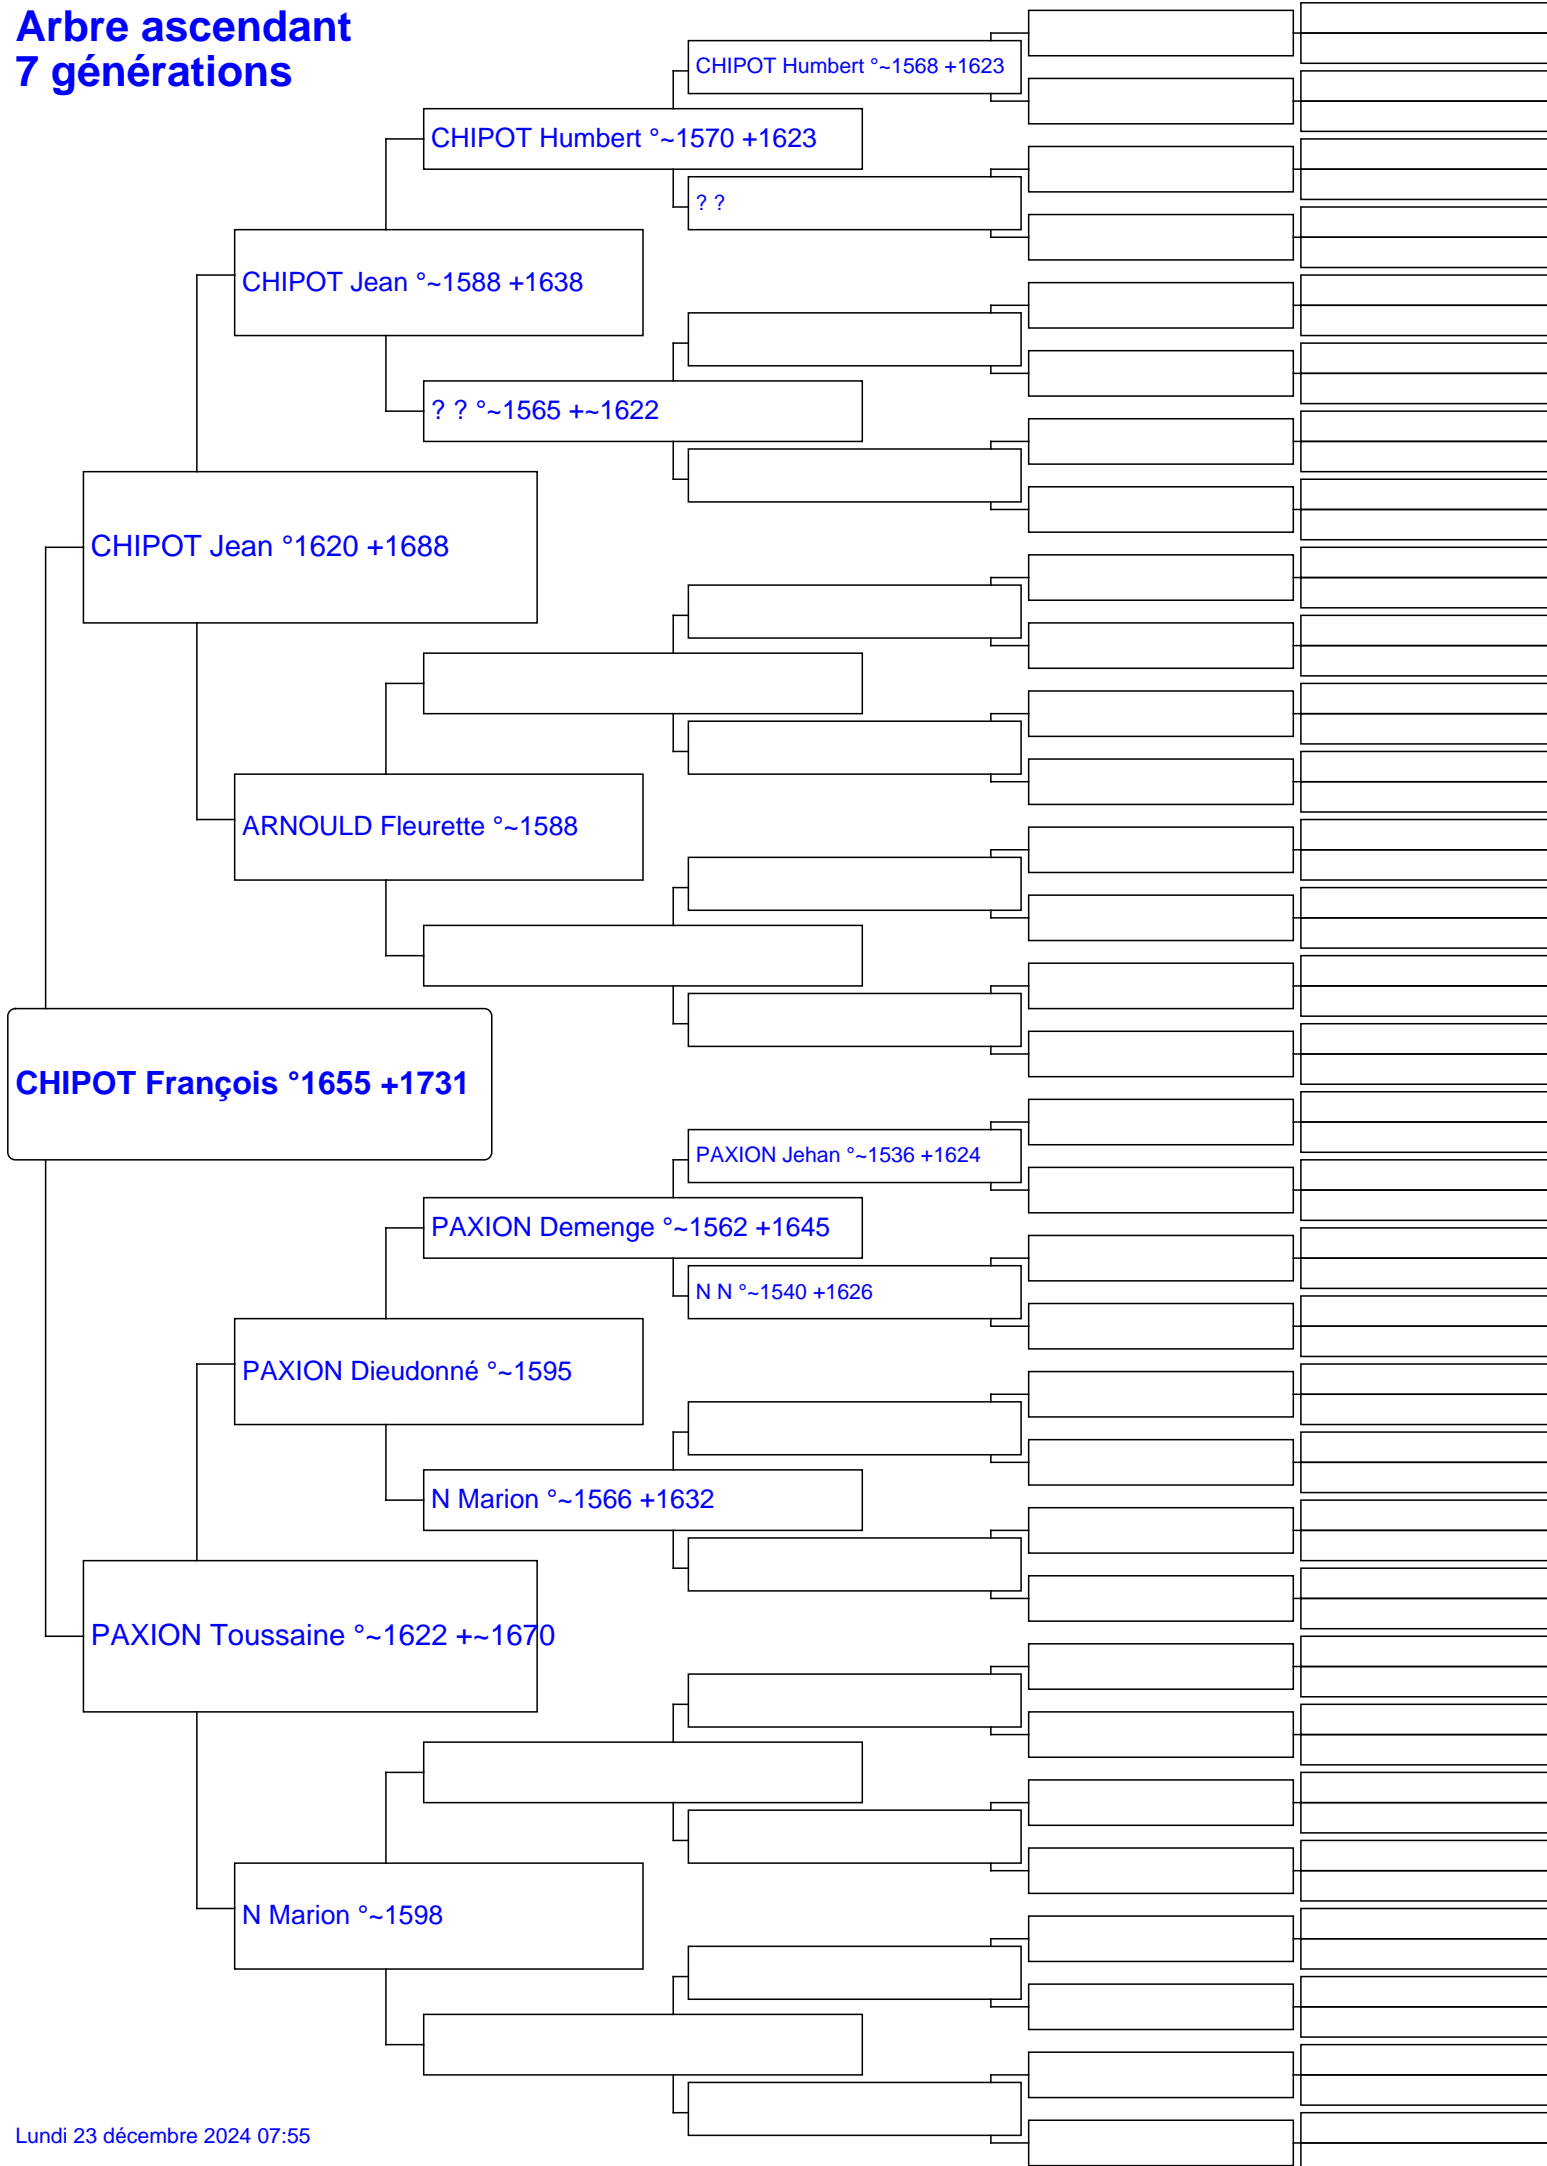 Arbre ascendant
7 générations
CHIPOT Humbert °~1568 +1623
CHIPOT Humbert °~1570 +1623
? ?
CHIPOT Jean °~1588 +1638
? ? °~1565 +~1622
CHIPOT Jean °1620 +1688
ARNOULD Fleurette °~1588
CHIPOT François °1655 +1731
PAXION Jehan °~1536 +1624
PAXION Demenge °~1562 +1645
N N °~1540 +1626
PAXION Dieudonné °~1595
N Marion °~1566 +1632
PAXION Toussaine °~1622 +~1670
N Marion °~1598
Lundi 23 décembre 2024 07:55